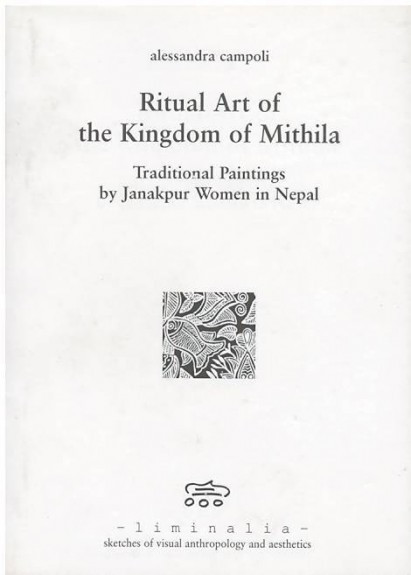 alessandra campoli
Ritual Art of
the Kingdom of Mithila
Traditional Paintings
by Janakpur Women in Nepal
– l i m i n a l i a –
sketches of visual anthropology and aesthetics